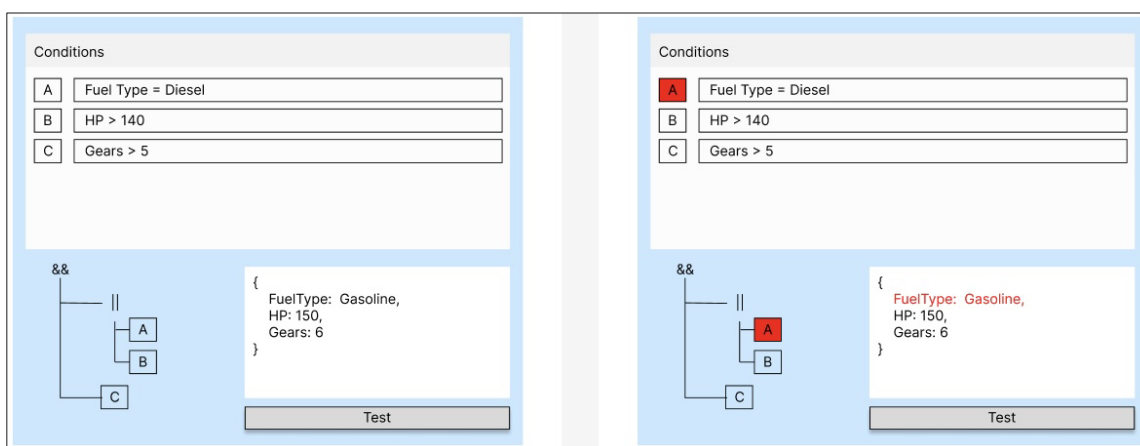 Conditions
A Fuel Type = Diesel
B HP > 140
C Gears > 5
&&
||
A
B
C
{
FuelType: Gasoline,
HP: 150,
Gears: 6
}
Test
Conditions
A Fuel Type = Diesel
B HP > 140
C Gears > 5
&&
||
A
B
C
{
FuelType: Gasoline,
HP: 150,
Gears: 6
}
Test